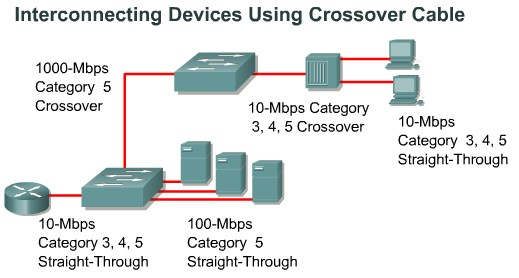 Interconnecting Devices Using Crossover Cable
1000-Mbps
Category 5
Crossover
10-Mbps Category
3, 4, 5 Crossover
10-Mbps
Category 3, 4, 5
Straight-Through
10-Mbps
Category 3, 4, 5
Straight-Through
100-Mbps
Category 5
Straight-Through